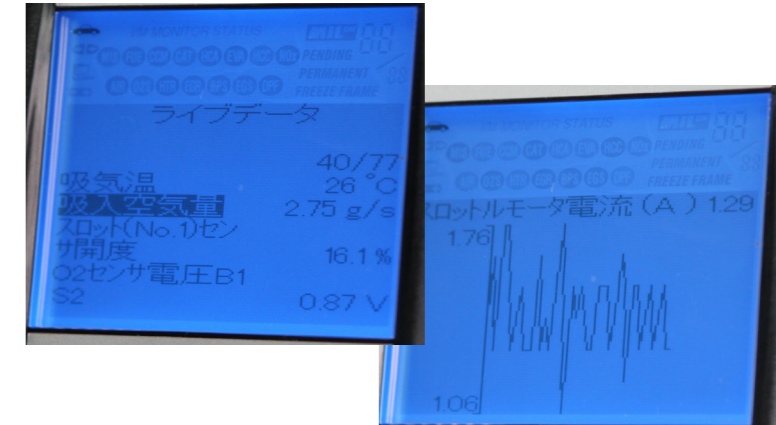 I/M MONITOR STATUS
MIL
PENDING
PERMANENT
FREEZE FRAME
ライブデータ
40/77
吸気温 26 ℃
吸入空気量 2.75 g/s
スロット(No.1)セン
サ開度 16.1 %
O2センサ電圧B1
S2 0.87 V
I/M MONITOR STATUS
MIL
PENDING
PERMANENT
FREEZE FRAME
スロットルモータ電流(A) 1.29
1.76
1.06